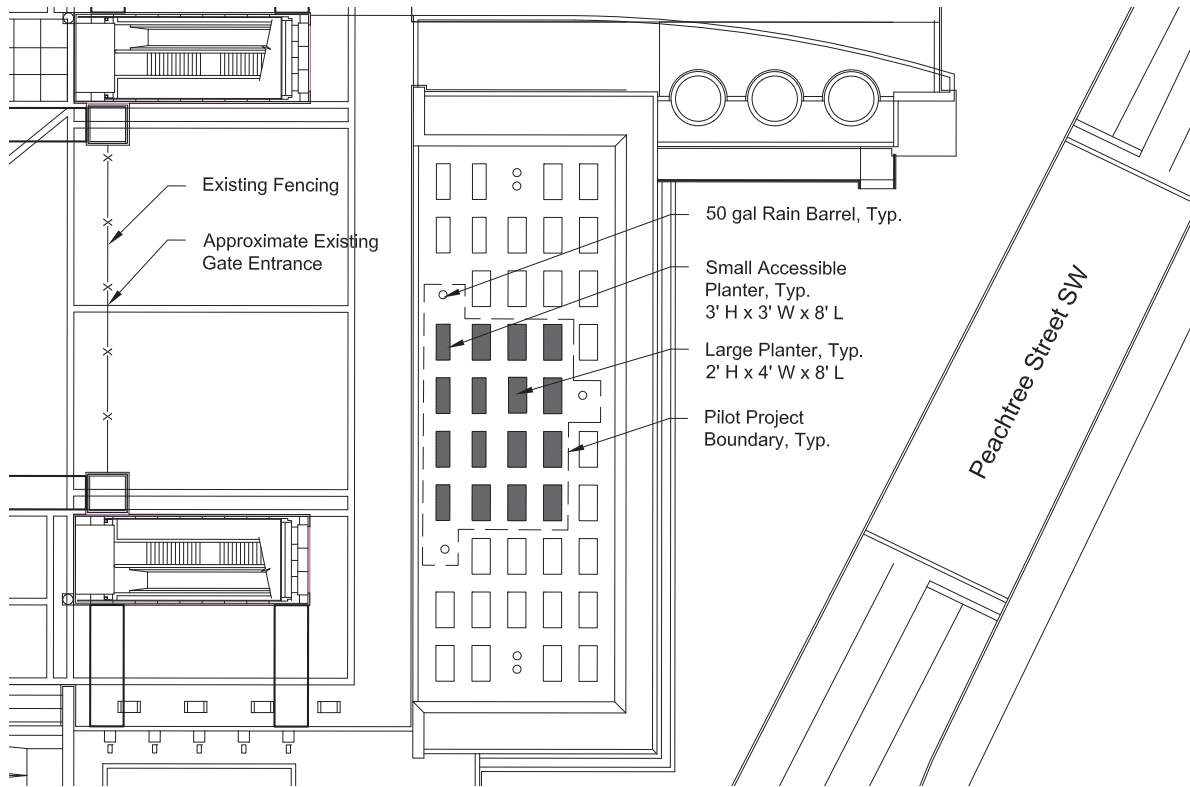 Existing Fencing
Approximate Existing
Gate Entrance
50 gal Rain Barrel, Typ.
Small Accessible
Planter, Typ.
3' H x 3' W x 8' L
Large Planter, Typ.
2' H x 4' W x 8' L
Pilot Project
Boundary, Typ.
Peachtree Street SW